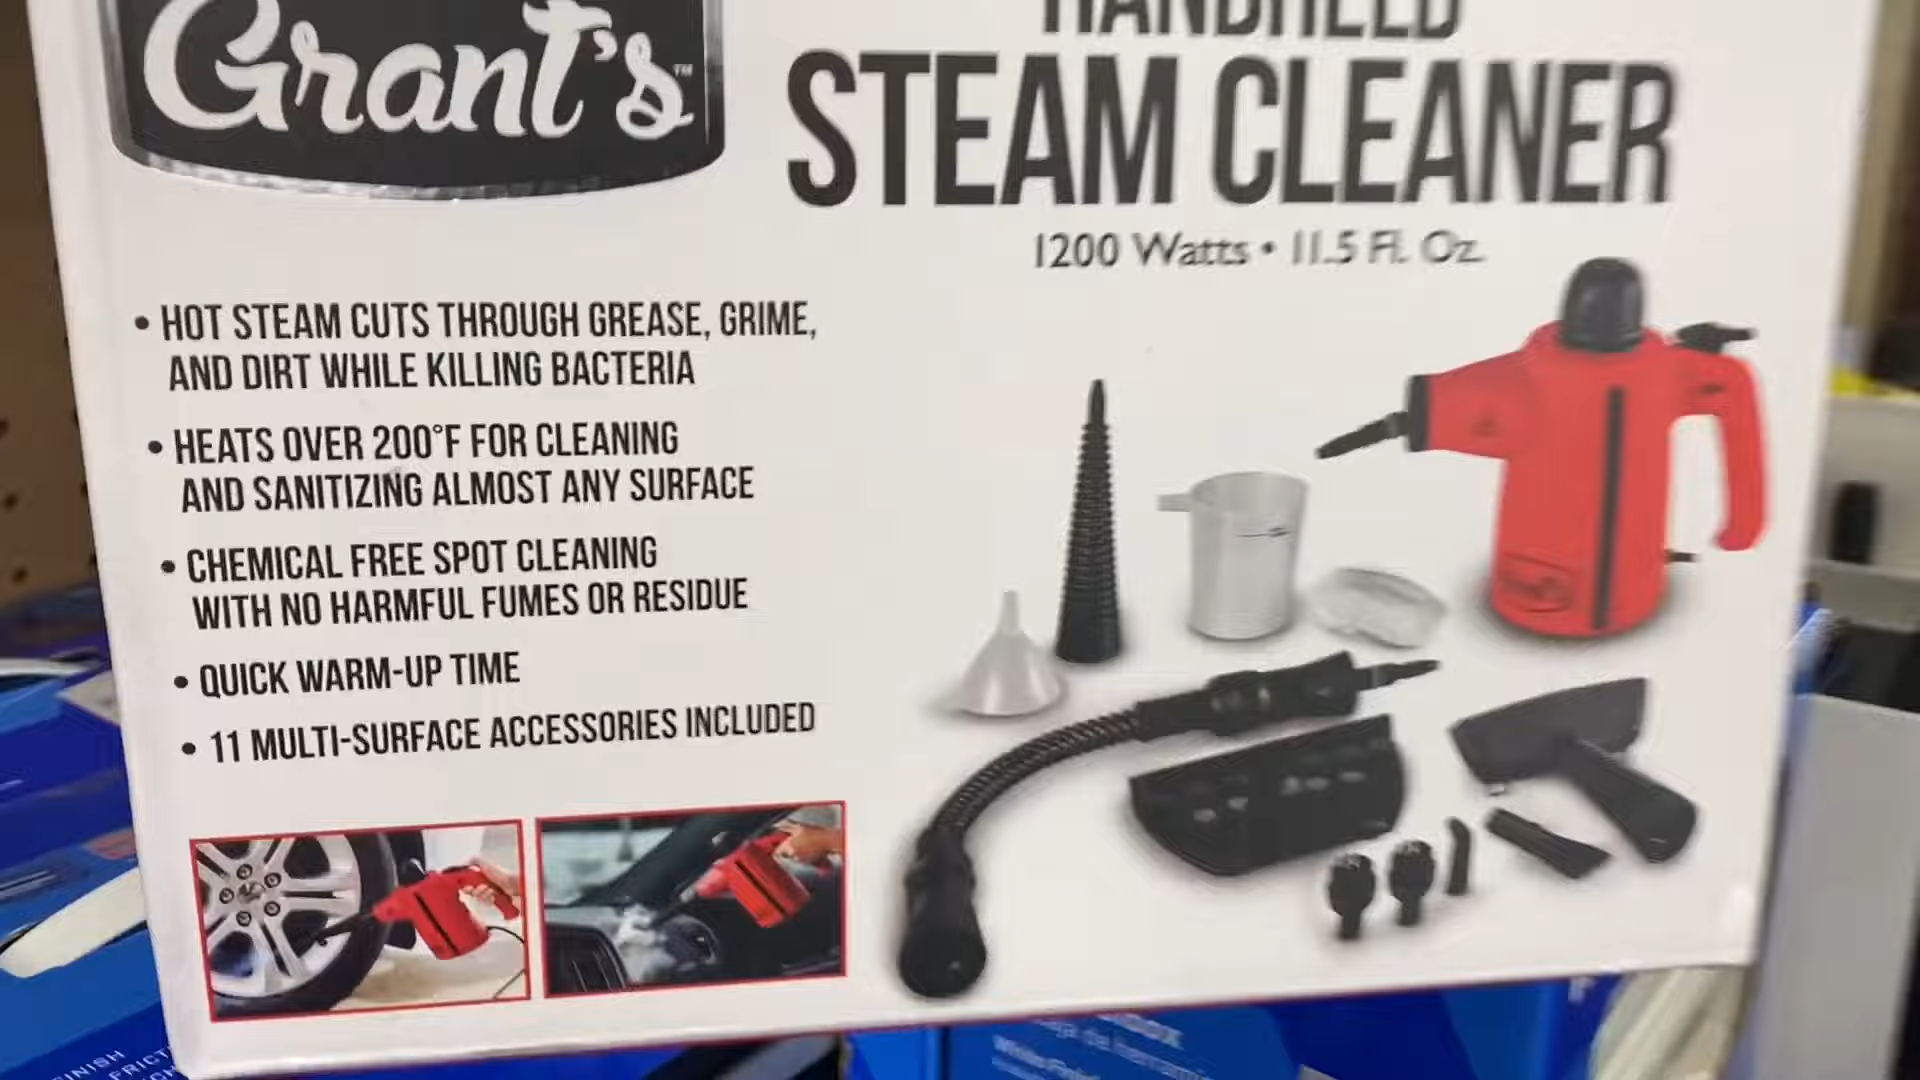 Grant's™
HANDHELD
STEAM CLEANER
1200 Watts • 11.5 Fl. Oz.
• HOT STEAM CUTS THROUGH GREASE, GRIME,
AND DIRT WHILE KILLING BACTERIA
• HEATS OVER 200°F FOR CLEANING
AND SANITIZING ALMOST ANY SURFACE
• CHEMICAL FREE SPOT CLEANING
WITH NO HARMFUL FUMES OR RESIDUE
• QUICK WARM-UP TIME
• 11 MULTI-SURFACE ACCESSORIES INCLUDED